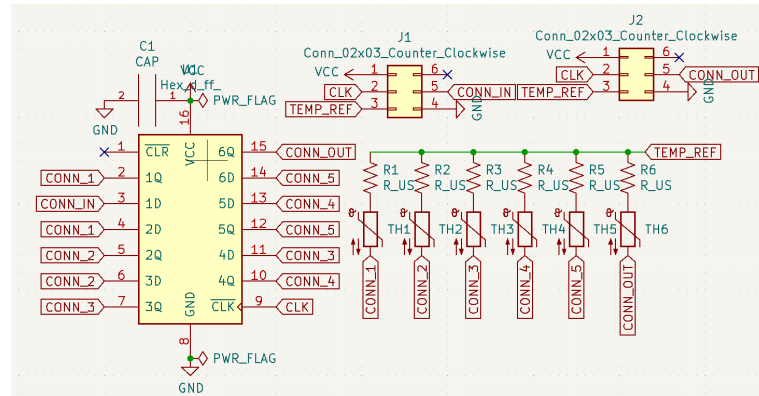 C1
CAP
2
1
GND
U1
VCC
Hex_d_ff_
PWR_FLAG
16
VCC
1
CLR
CONN_1
2
1Q
CONN_IN
3
1D
CONN_1
4
2D
CONN_2
5
2Q
CONN_2
6
3D
CONN_3
7
3Q
6Q
15
CONN_OUT
6D
14
CONN_5
5D
13
CONN_4
5Q
12
CONN_5
4D
11
CONN_3
4Q
10
CONN_4
CLK
9
CLK
GND
8
PWR_FLAG
GND
J1
Conn_02x03_Counter_Clockwise
VCC
1
6
CLK
2
5
CONN_IN
TEMP_REF
3
4
GND
J2
Conn_02x03_Counter_Clockwise
VCC
1
6
CLK
2
5
CONN_OUT
TEMP_REF
3
4
GND
TEMP_REF
R1
R_US
R2
R_US
R3
R_US
R4
R_US
R5
R_US
R6
R_US
TH1
TH2
TH3
TH4
TH5
TH6
CONN_1
CONN_2
CONN_3
CONN_4
CONN_5
CONN_OUT